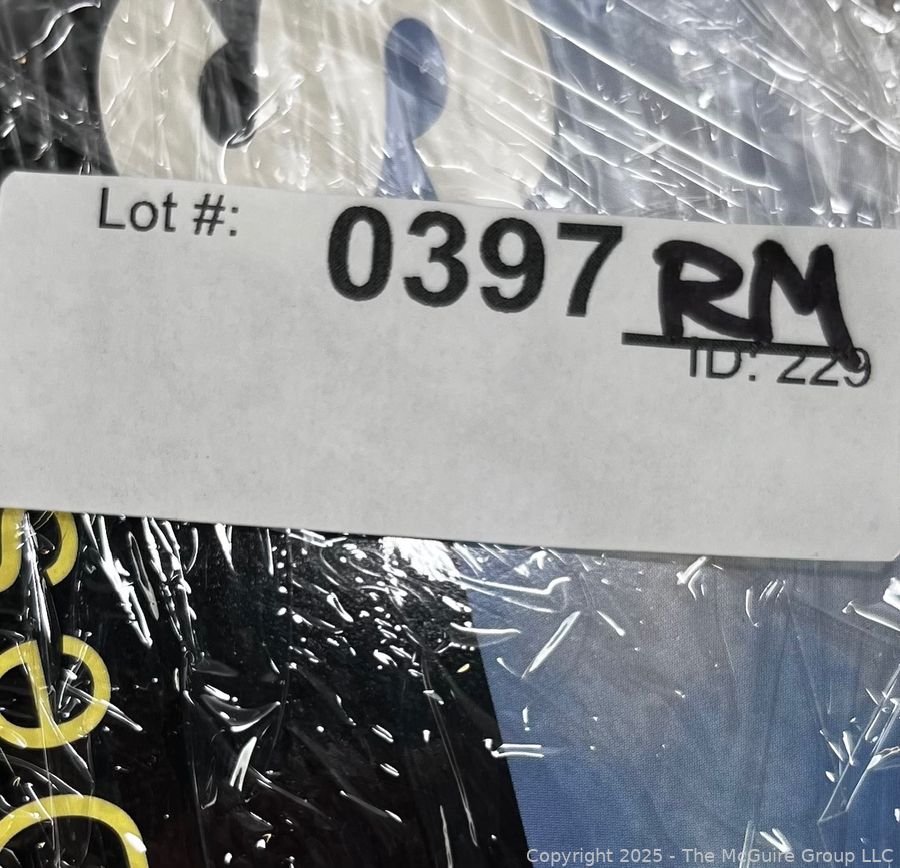 Lot #: 0397 RM
ID: 229
Copyright 2025 - The McGuire Group LLC